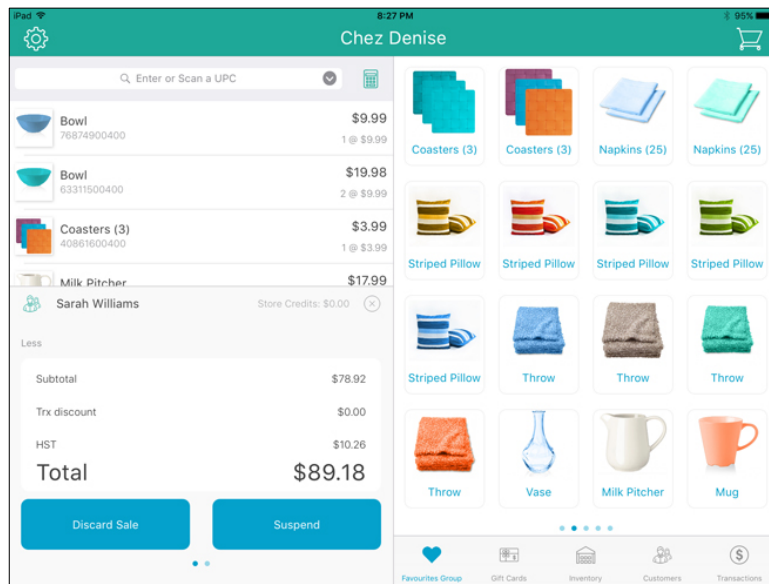 iPad 8:27 PM 95%
Chez Denise
Enter or Scan a UPC
Bowl $9.99
76874900400 1 @ $9.99
Bowl $19.98
63311500400 2 @ $9.99
Coasters (3) $3.99
40861600400 1 @ $3.99
Milk Pitcher $17.99
Sarah Williams Store Credits: $0.00
Less
Subtotal $78.92
Trx discount $0.00
HST $10.26
Total $89.18
Discard Sale Suspend
Coasters (3) Coasters (3) Napkins (25) Napkins (25)
Striped Pillow Striped Pillow Striped Pillow Striped Pillow
Striped Pillow Throw Throw Throw
Throw Vase Milk Pitcher Mug
Favourites Group Gift Cards Inventory Customers Transactions